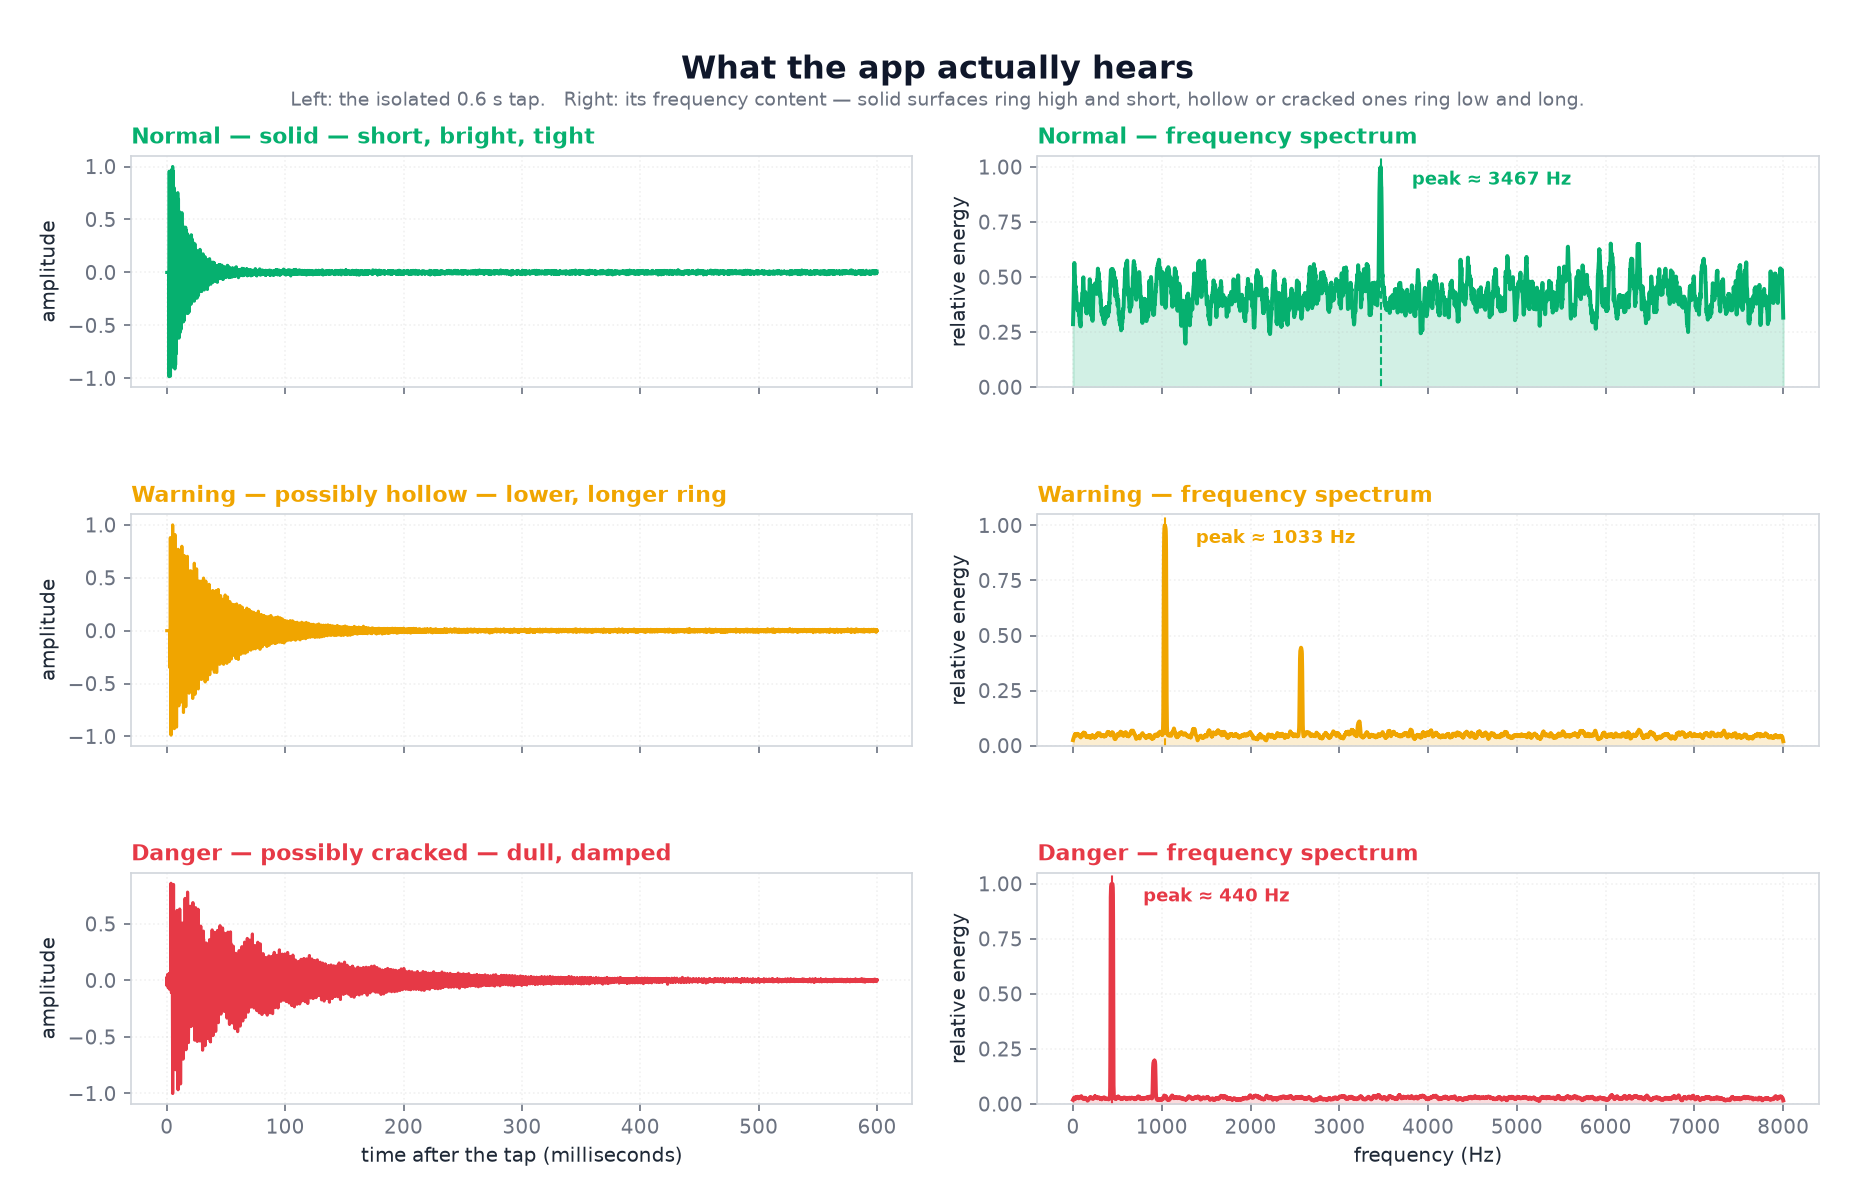 What the app actually hears
Left: the isolated 0.6 s tap.   Right: its frequency content — solid surfaces ring high and short, hollow or cracked ones ring low and long.
Normal — solid — short, bright, tight
1.0
0.5
0.0
−0.5
−1.0
amplitude
Normal — frequency spectrum
1.00
0.75
0.50
0.25
0.00
relative energy
peak ≈ 3467 Hz
Warning — possibly hollow — lower, longer ring
1.0
0.5
0.0
−0.5
−1.0
amplitude
Warning — frequency spectrum
1.00
0.75
0.50
0.25
0.00
relative energy
peak ≈ 1033 Hz
Danger — possibly cracked — dull, damped
0.5
0.0
−0.5
−1.0
amplitude
0 100 200 300 400 500 600
time after the tap (milliseconds)
Danger — frequency spectrum
1.00
0.75
0.50
0.25
0.00
relative energy
peak ≈ 440 Hz
0 1000 2000 3000 4000 5000 6000 7000 8000
frequency (Hz)